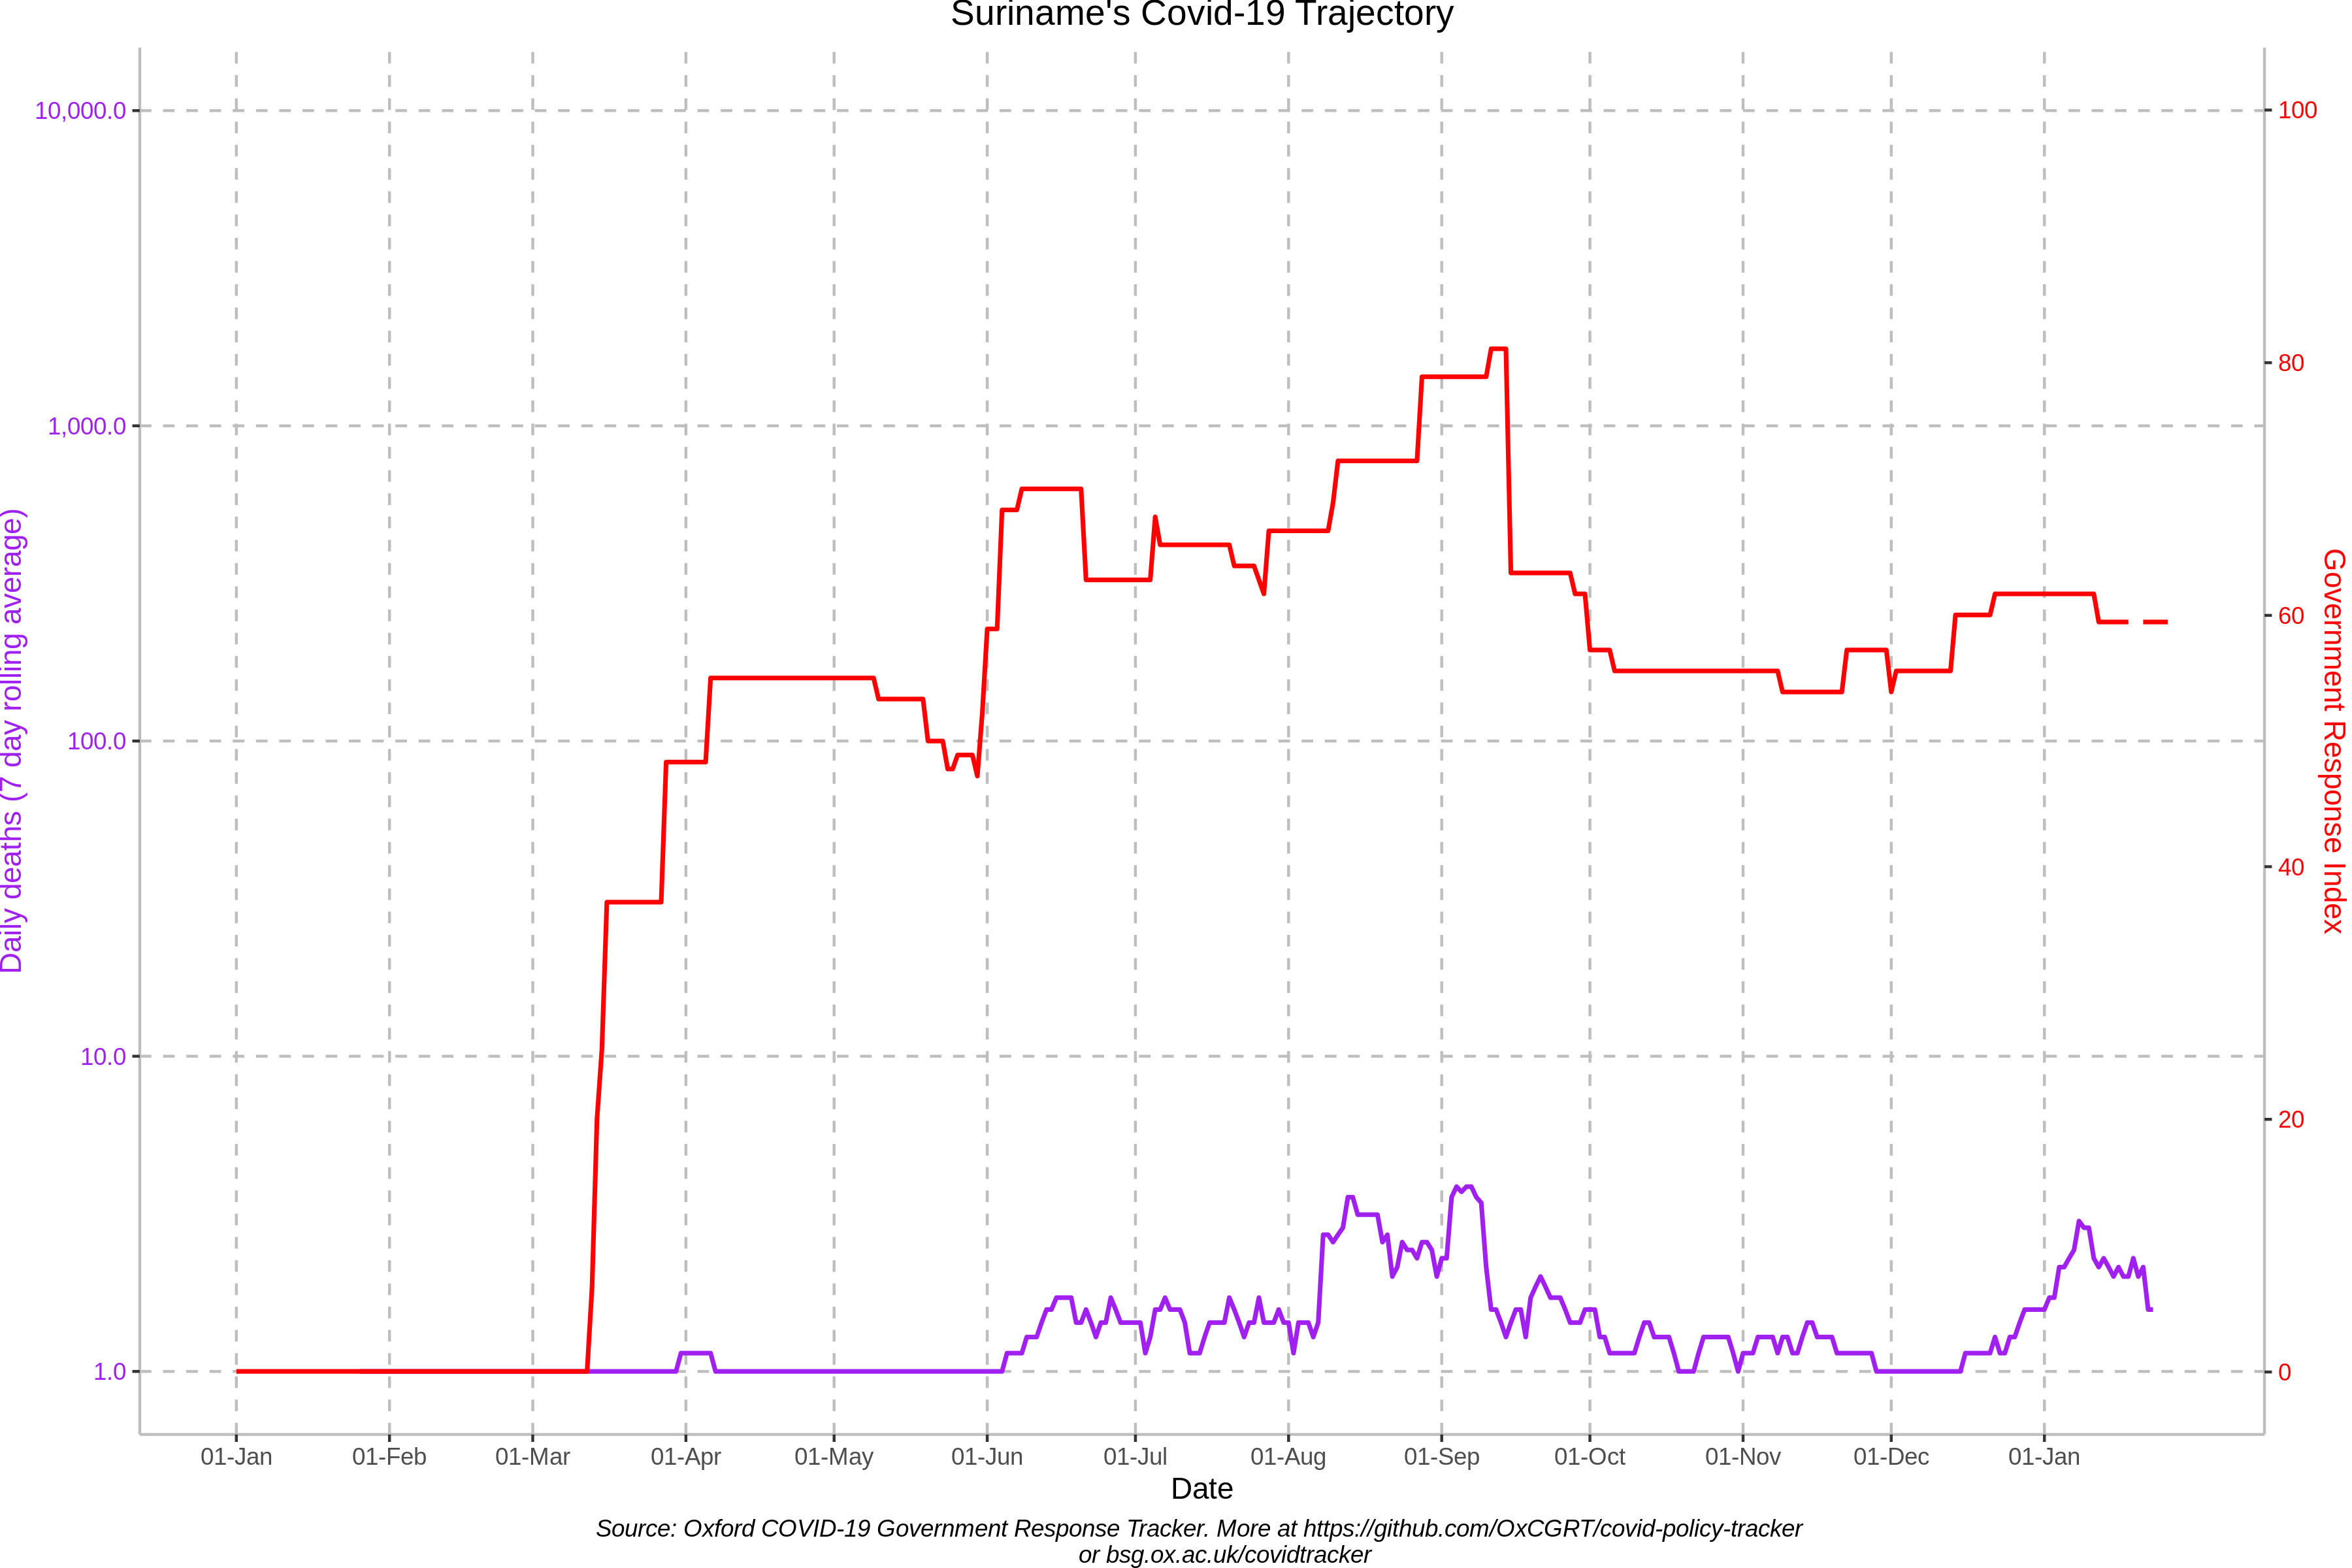 Suriname's Covid-19 Trajectory
10,000.0
1,000.0
100.0
10.0
1.0
Daily deaths (7 day rolling average)
100
80
60
40
20
0
Government Response Index
01-Jan 01-Feb 01-Mar 01-Apr 01-May 01-Jun 01-Jul 01-Aug 01-Sep 01-Oct 01-Nov 01-Dec 01-Jan
Date
Source: Oxford COVID-19 Government Response Tracker. More at https://github.com/OxCGRT/covid-policy-tracker
or bsg.ox.ac.uk/covidtracker